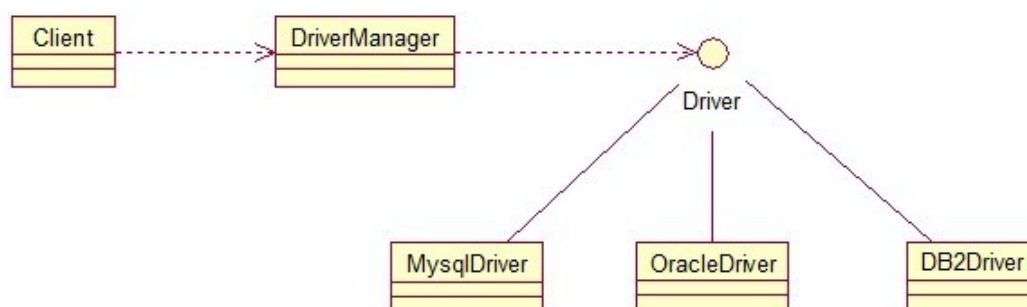 Client
DriverManager
Driver
MysqlDriver
OracleDriver
DB2Driver